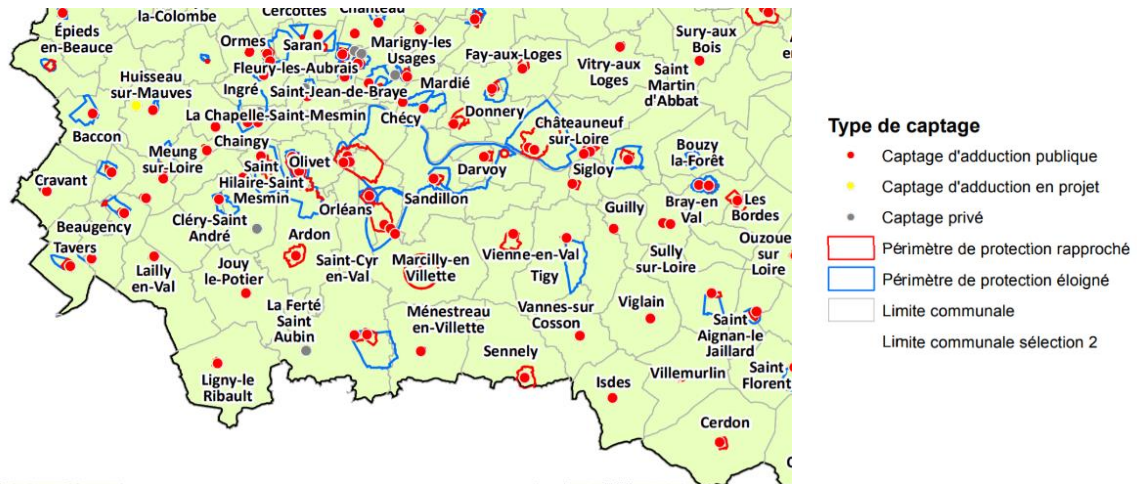 la-Colombe
Cercottes
Chanteau
Épieds
en-Beauce
Ormes
Saran
Marigny-les
Usages
Sury-aux
Bois
Fay-aux-Loges
Vitry-aux
Loges
Huisseau
sur-Mauves
Fleury-les-Aubrais
Ingré
Saint-Jean-de-Braye
Mardié
Saint
Martin
d'Abbat
Baccon
La Chapelle-Saint-Mesmin
Chécy
Donnery
Châteauneuf
sur-Loire
Chaingy
Meung
sur-Loire
Saint
Hilaire-Saint
Mesmin
Olivet
Darvoy
Sigloy
Bouzy
la-Forêt
Cravant
Orléans
Sandillon
Guilly
Bray-en
Val
Les
Bordes
Beaugency
Cléry-Saint
André
Ardon
Tavers
Lailly
en-Val
Jouy
le-Potier
Saint-Cyr
en-Val
Marcilly-en
Villette
Vienne-en-Val
Tigy
Sully
sur-Loire
Ouzouer
sur
Loire
La Ferté
Saint
Aubin
Ménestreau
en-Villette
Vannes-sur
Cosson
Viglain
Saint
Aignan-le
Jaillard
Ligny-le
Ribault
Sennely
Isdes
Villemurlin
Saint
Florent
Cerdon
Type de captage
Captage d'adduction publique
Captage d'adduction en projet
Captage privé
Périmètre de protection rapproché
Périmètre de protection éloigné
Limite communale
Limite communale sélection 2